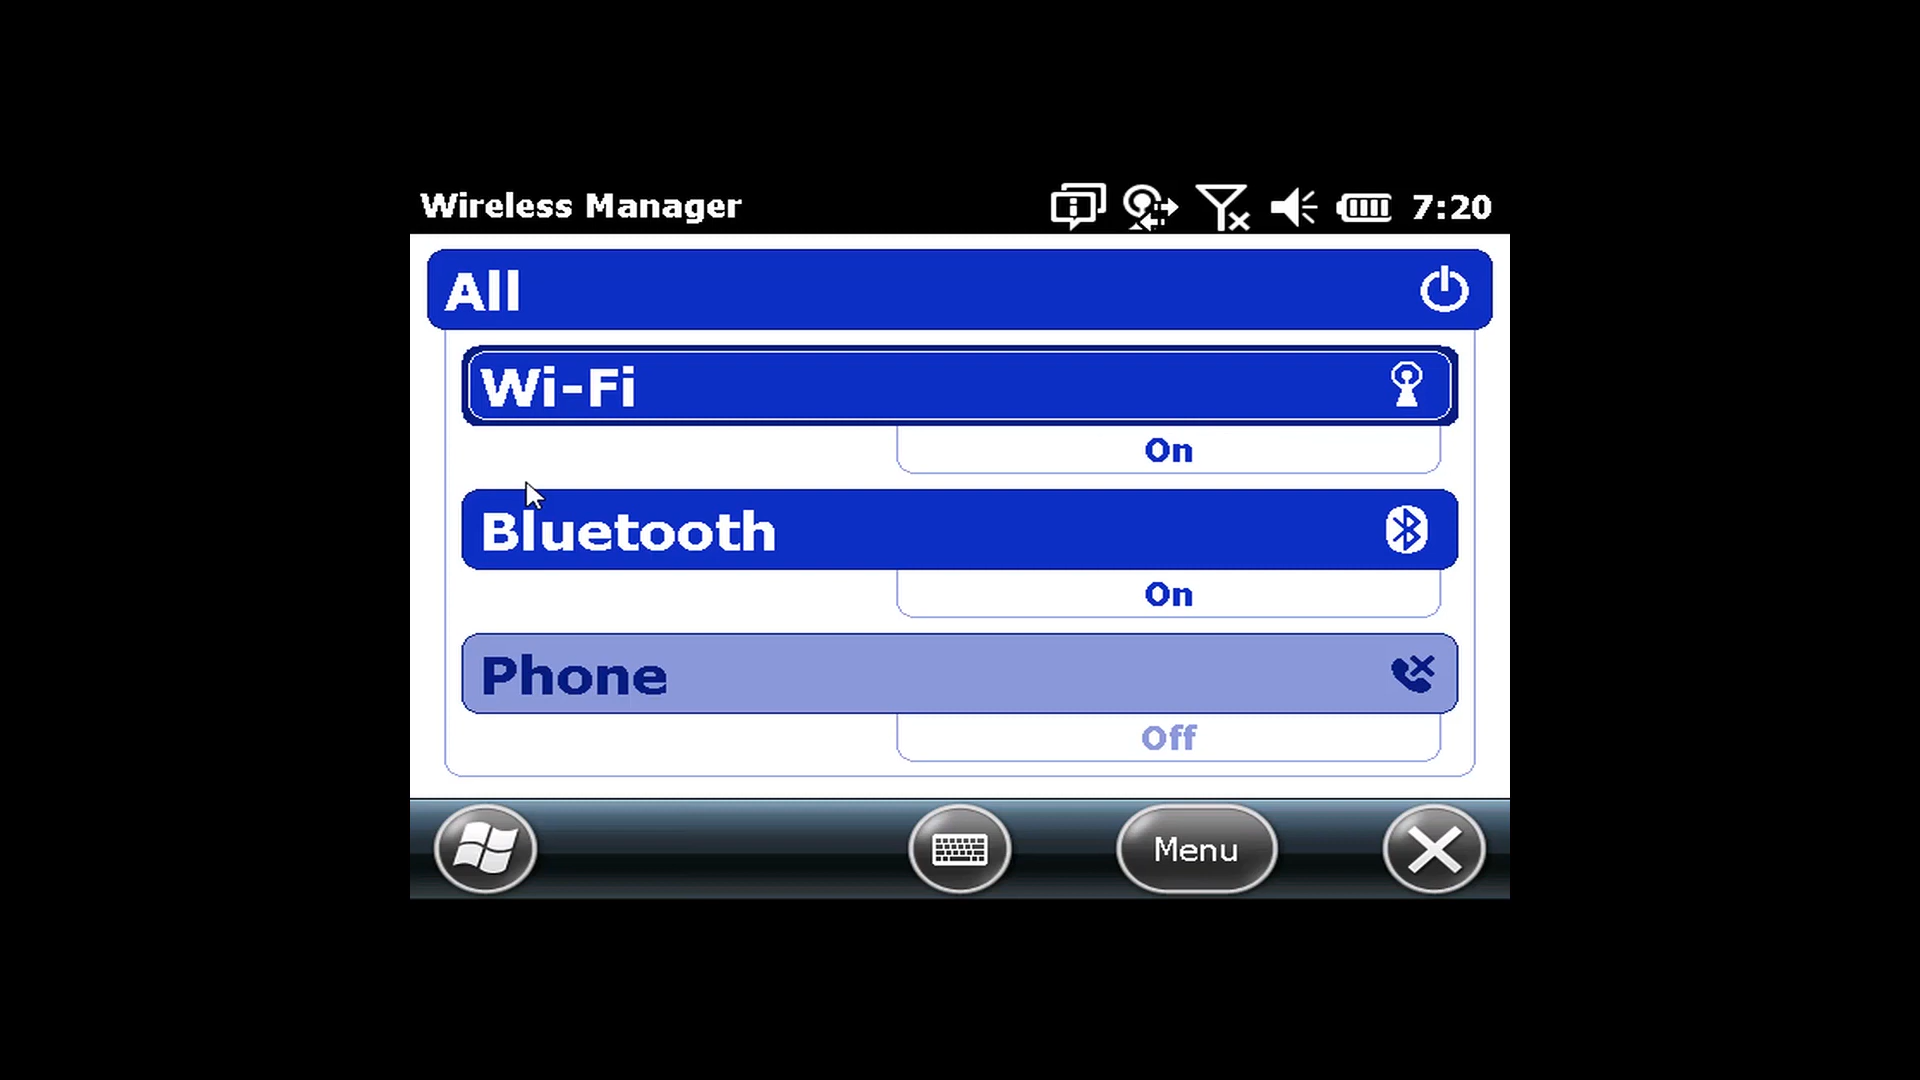 Wireless Manager 7:20
All
Wi-Fi
On
Bluetooth
On
Phone
Off
Menu